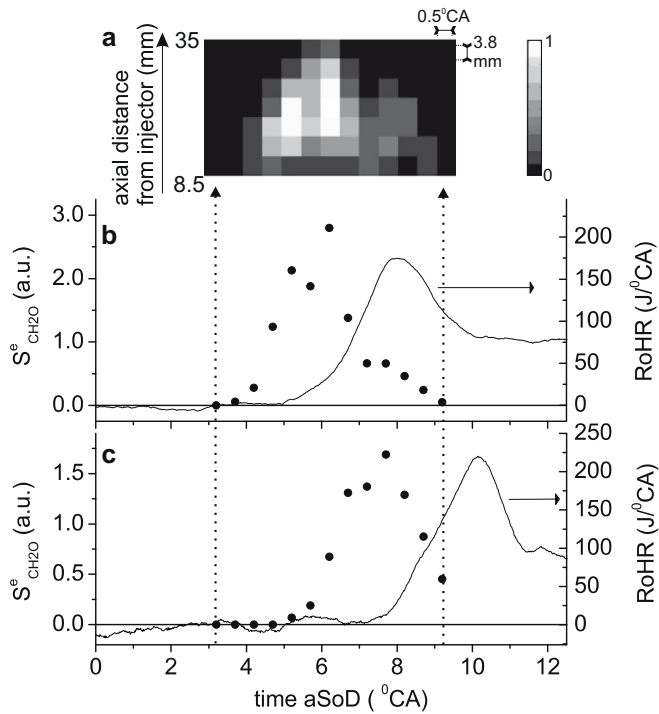 0.5⁰CA
a
35
3.8
mm
1
axial distance
from injector (mm)
8.5
0
b
3.0
2.0
1.0
0.0
SᵉCH2O (a.u.)
200
150
100
50
0
RoHR (J/⁰CA)
c
1.5
1.0
0.5
0.0
SᵉCH2O (a.u.)
250
200
150
100
50
0
RoHR (J/⁰CA)
0 2 4 6 8 10 12
time aSoD ( ⁰CA)